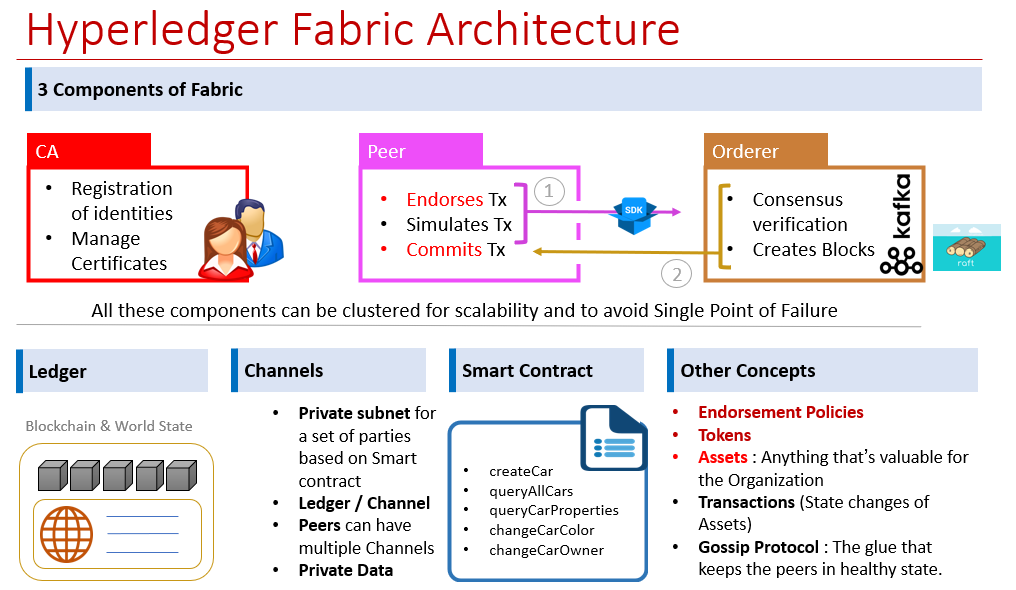 Hyperledger Fabric Architecture
3 Components of Fabric
CA
• Registration
of identities
• Manage
Certificates
Peer
• Endorses Tx
• Simulates Tx
• Commits Tx
1
SDK
2
Orderer
• Consensus
verification
• Creates Blocks
kafka
raft
All these components can be clustered for scalability and to avoid Single Point of Failure
Ledger
Blockchain & World State
Channels
• Private subnet for
a set of parties
based on Smart
contract
• Ledger / Channel
• Peers can have
multiple Channels
• Private Data
Smart Contract
• createCar
• queryAllCars
• queryCarProperties
• changeCarColor
• changeCarOwner
Other Concepts
• Endorsement Policies
• Tokens
• Assets : Anything that’s valuable for
the Organization
• Transactions (State changes of
Assets)
• Gossip Protocol : The glue that
keeps the peers in healthy state.